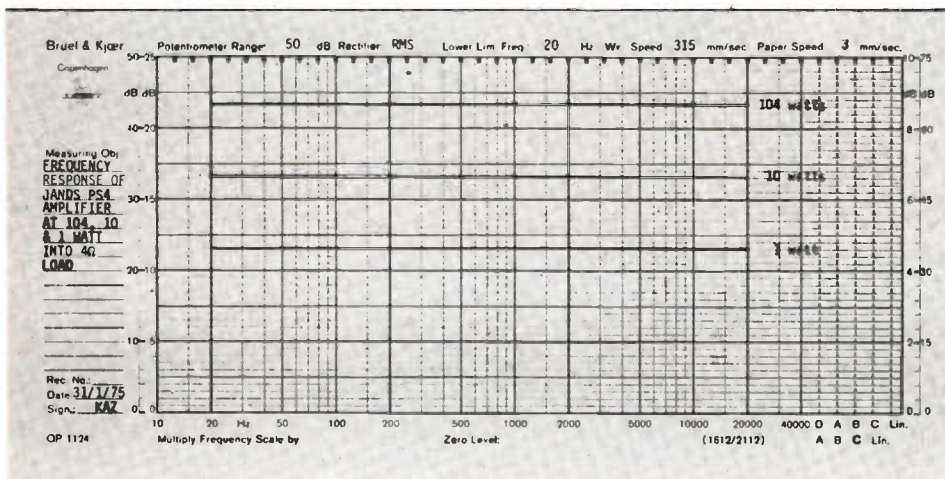 Brüel & Kjær
Potentiometer Range: 50 dB Rectifier: RMS Lower Lim. Freq.: 20 Hz Wr. Speed: 315 mm/sec. Paper Speed: 3 mm/sec.
Copenhagen
50-25
10-75
dB dB
dB dB
104 watts
40-20
8-60
Measuring Obj.:
FREQUENCY
RESPONSE OF
JANDS PS4
AMPLIFIER
AT 104, 10
& 1 WATT
INTO 4Ω
LOAD
10 watts
30-15
6-45
1 watt
20-10
4-30
10-5
2-15
Rec. No.:
Date: 31/1/75
Sign.: KAZ
0-0
0-0
10 20 Hz 50 100 200 500 1000 2000 5000 10000 20000 40000 D A B C Lin.
QP 1124 Multiply Frequency Scale by Zero Level: (1612/2112) A B C Lin.